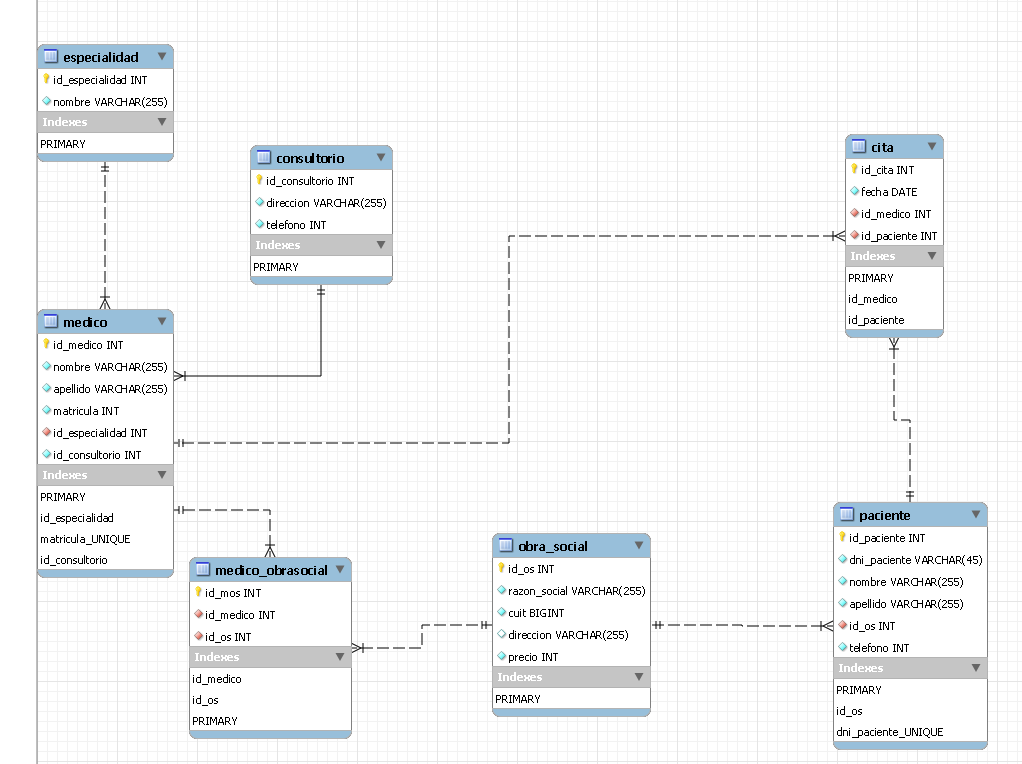 especialidad
id_especialidad INT
nombre VARCHAR(255)
Indexes
PRIMARY
consultorio
id_consultorio INT
direccion VARCHAR(255)
telefono INT
Indexes
PRIMARY
cita
id_cita INT
fecha DATE
id_medico INT
id_paciente INT
Indexes
PRIMARY
id_medico
id_paciente
medico
id_medico INT
nombre VARCHAR(255)
apellido VARCHAR(255)
matricula INT
id_especialidad INT
id_consultorio INT
Indexes
PRIMARY
id_especialidad
matricula_UNIQUE
id_consultorio
medico_obrasocial
id_mos INT
id_medico INT
id_os INT
Indexes
id_medico
id_os
PRIMARY
obra_social
id_os INT
razon_social VARCHAR(255)
cuit BIGINT
direccion VARCHAR(255)
precio INT
Indexes
PRIMARY
paciente
id_paciente INT
dni_paciente VARCHAR(45)
nombre VARCHAR(255)
apellido VARCHAR(255)
id_os INT
telefono INT
Indexes
PRIMARY
id_os
dni_paciente_UNIQUE